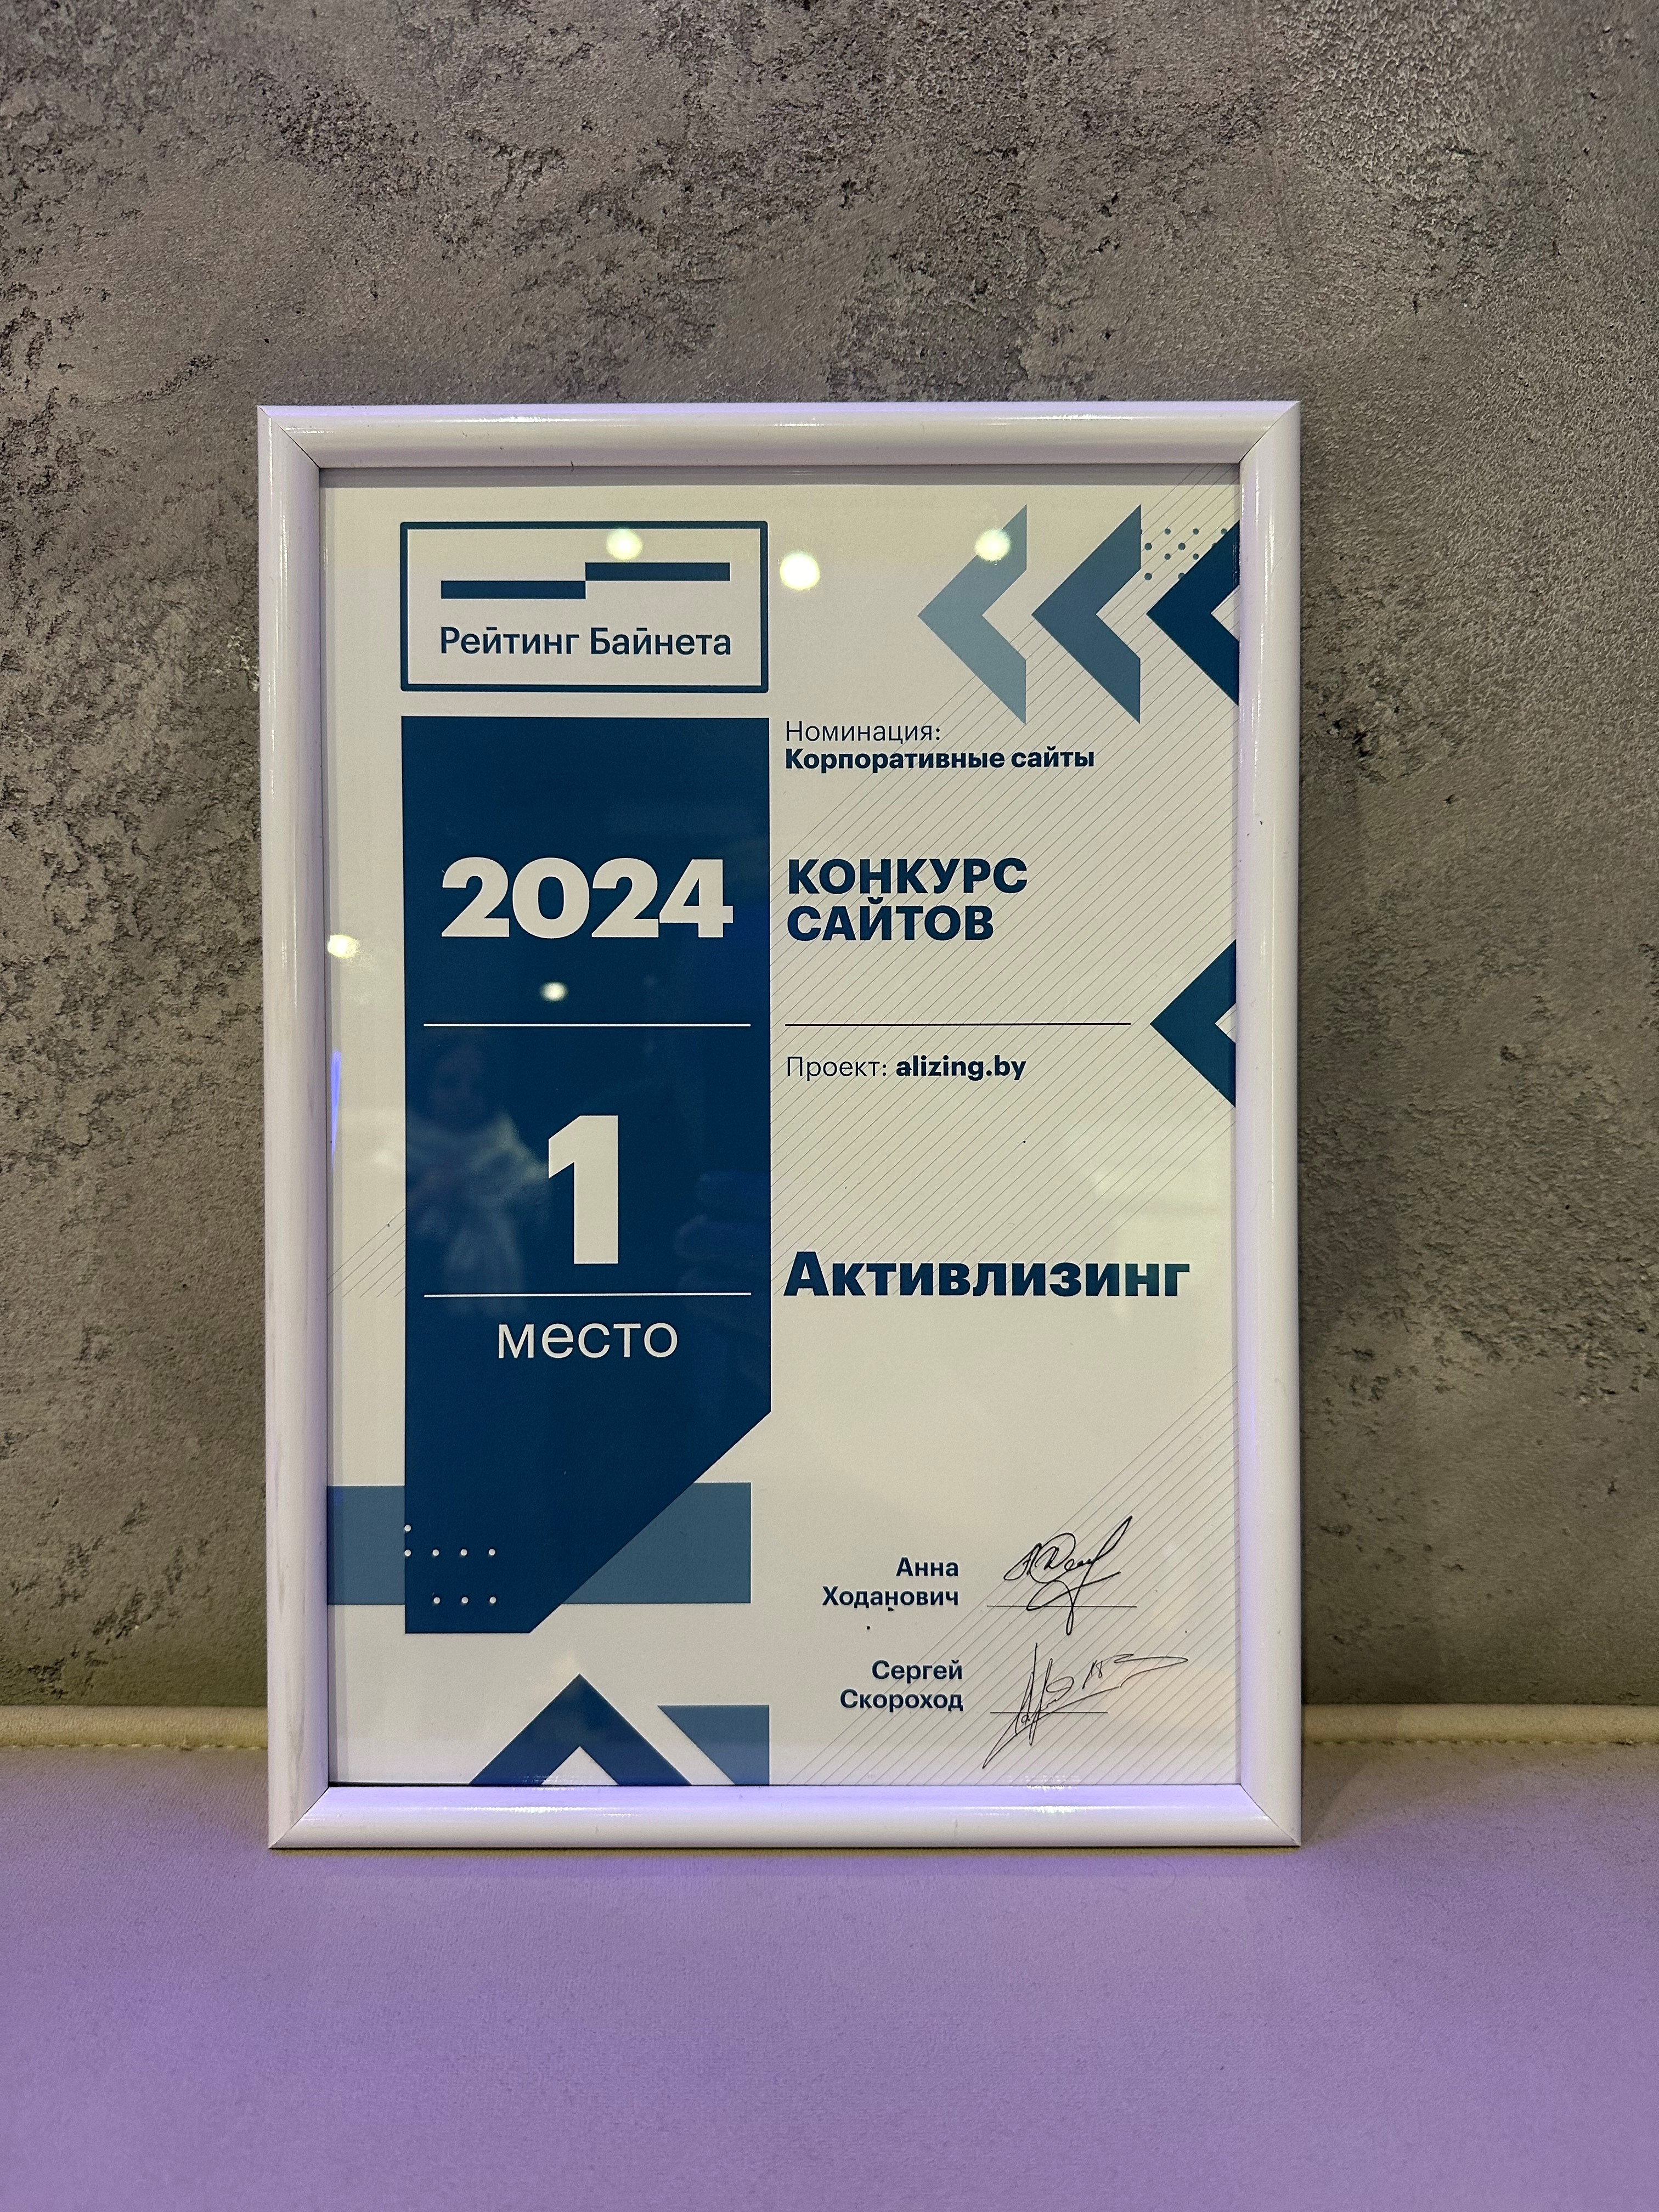 Рейтинг Байнета
Номинация:
Корпоративные сайты
2024
КОНКУРС
САЙТОВ
Проект: alizing.by
1
место
Активлизинг
Анна
Ходанович
Сергей
Скороход